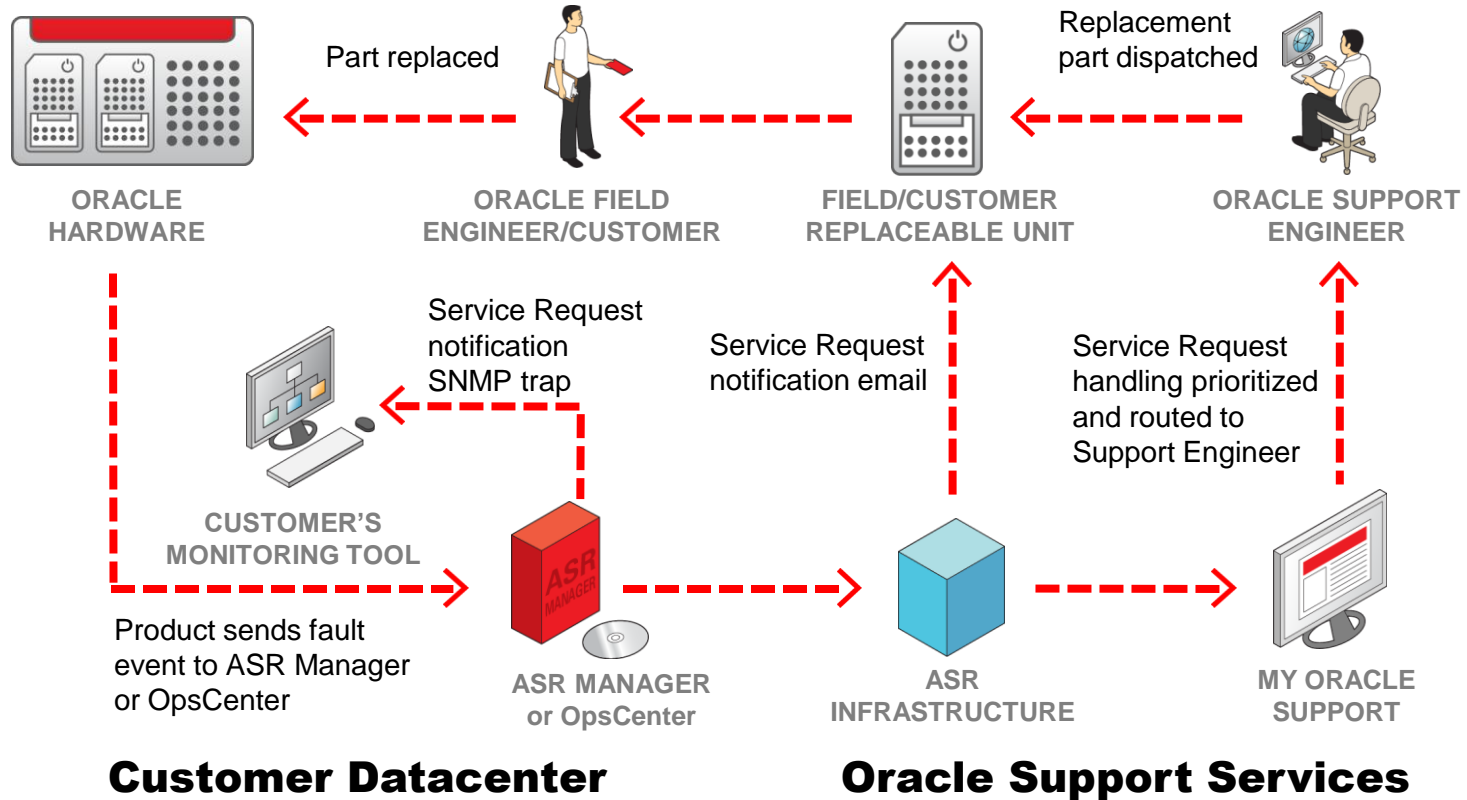 Part replaced
Replacement
part dispatched
ORACLE
HARDWARE
ORACLE FIELD
ENGINEER/CUSTOMER
FIELD/CUSTOMER
REPLACEABLE UNIT
ORACLE SUPPORT
ENGINEER
Service Request
notification
SNMP trap
Service Request
notification email
Service Request
handling prioritized
and routed to
Support Engineer
CUSTOMER’S
MONITORING TOOL
ASR
MANAGER
Product sends fault
event to ASR Manager
or OpsCenter
ASR MANAGER
or OpsCenter
ASR
INFRASTRUCTURE
MY ORACLE
SUPPORT
Customer Datacenter
Oracle Support Services